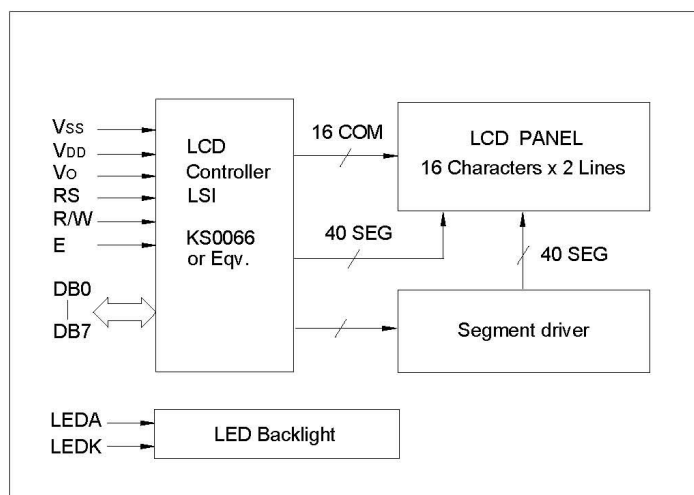 VSS
VDD
VO
RS
R/W
E
DB0
DB7
LCD
Controller
LSI
KS0066
or Eqv.
16 COM
40 SEG
LCD PANEL
16 Characters x 2 Lines
40 SEG
Segment driver
LEDA
LEDK
LED Backlight